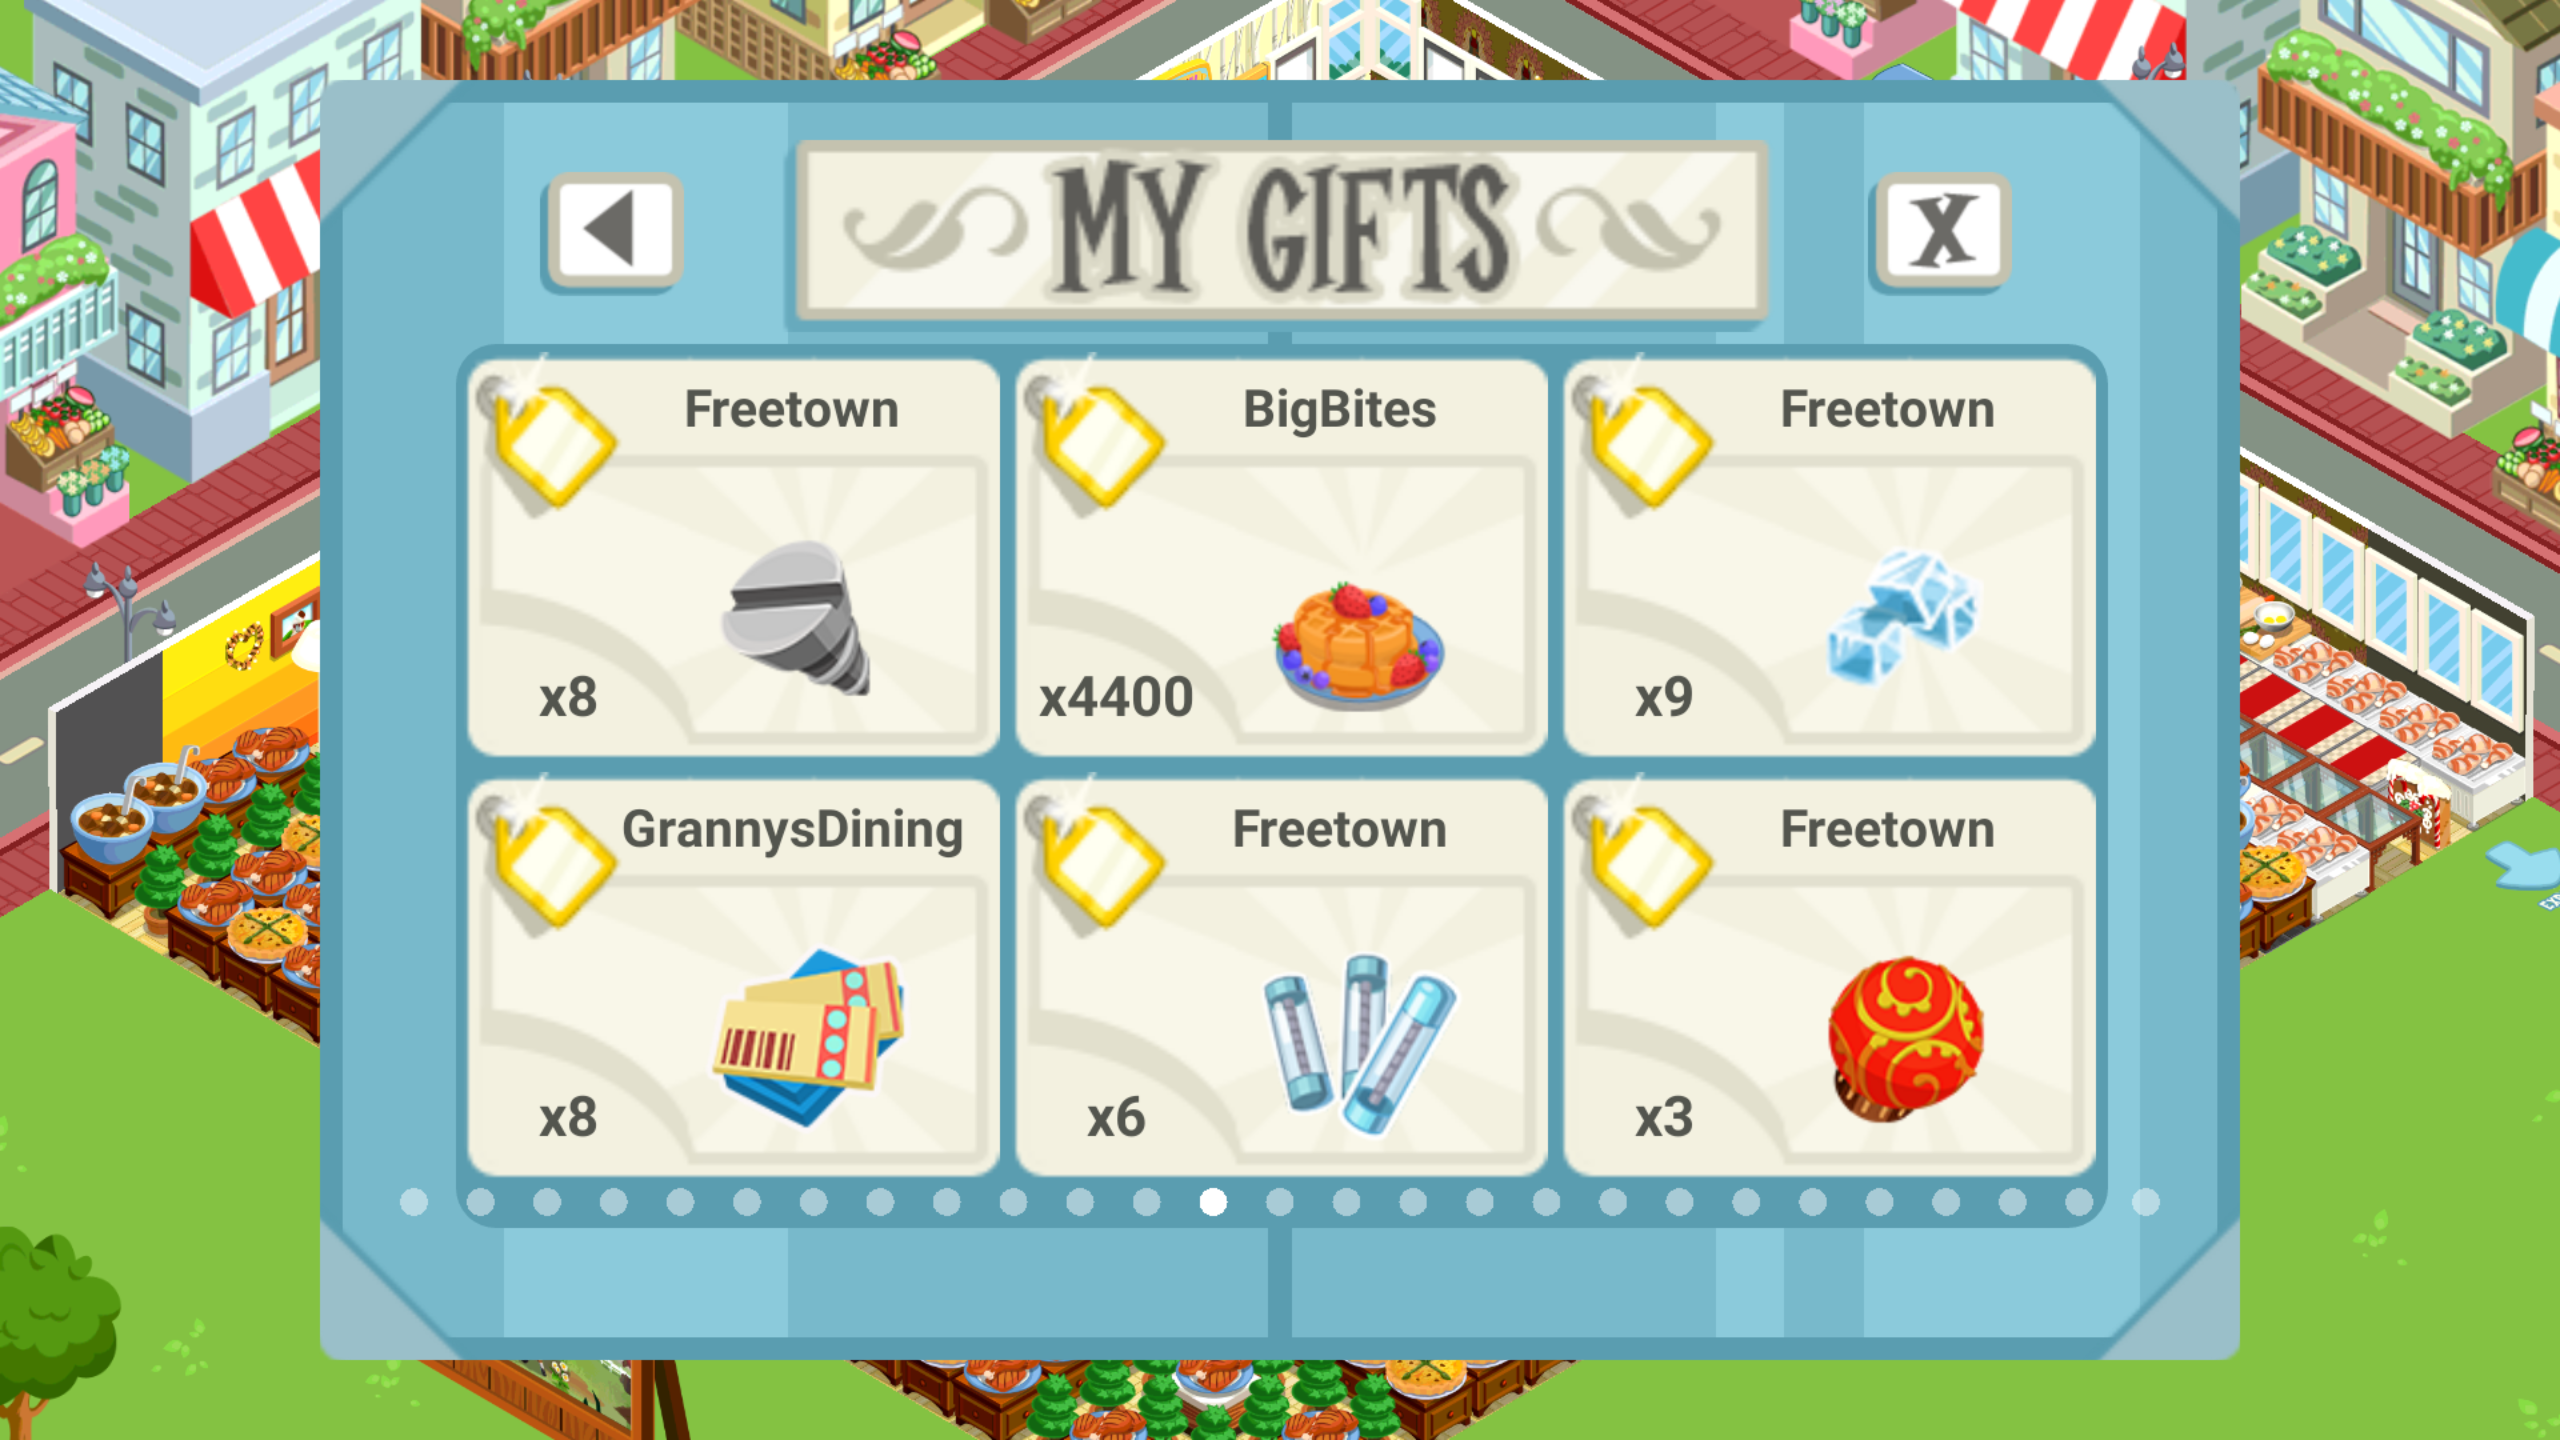 MY GIFTS
X
Freetown
BigBites
Freetown
x8
x4400
x9
GrannysDining
Freetown
Freetown
x8
x6
x3